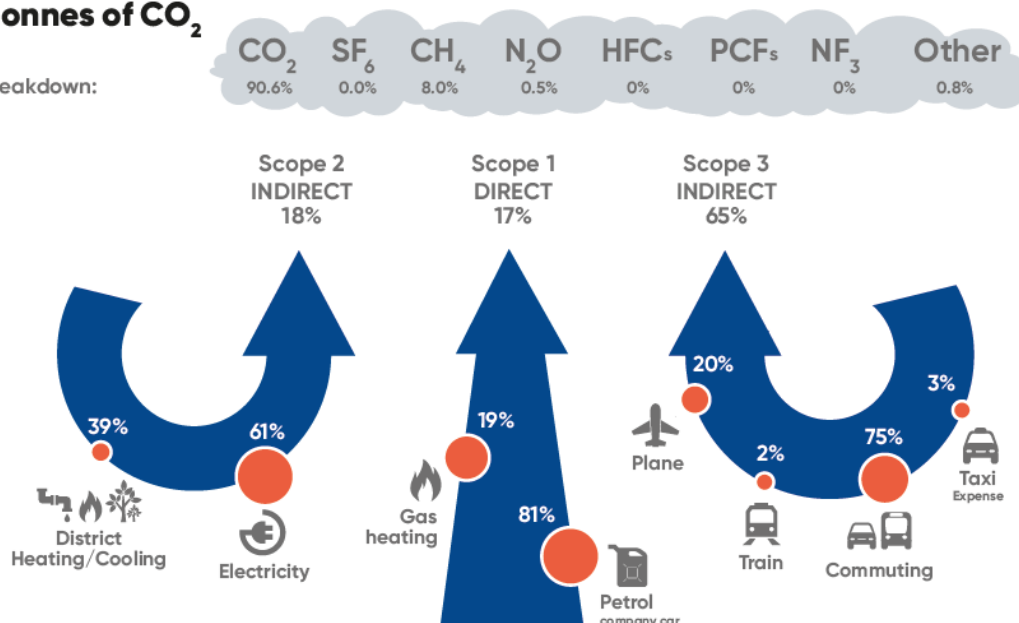 onnes of CO2
CO2 SF6 CH4 N2O HFCs PCFs NF3 Other
eakdown: 90.6% 0.0% 8.0% 0.5% 0% 0% 0% 0.8%
Scope 2
INDIRECT
18%
Scope 1
DIRECT
17%
Scope 3
INDIRECT
65%
39%
District
Heating/Cooling
61%
Electricity
19%
Gas
heating
81%
Petrol
company car
20%
Plane
2%
Train
75%
Commuting
3%
Taxi
Expense